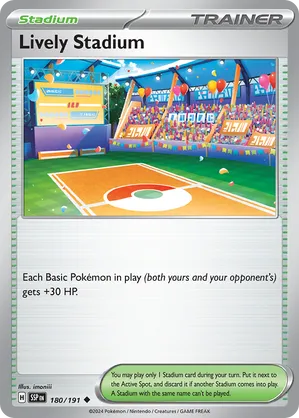 Stadium
TRAINER
Lively Stadium
Each Basic Pokémon in play (both yours and your opponent's)
gets +30 HP.
Illus. imoniii
H SSP EN 180/191
You may play only 1 Stadium card during your turn. Put it next to
the Active Spot, and discard it if another Stadium comes into play.
A Stadium with the same name can't be played.
©2024 Pokémon / Nintendo / Creatures / GAME FREAK